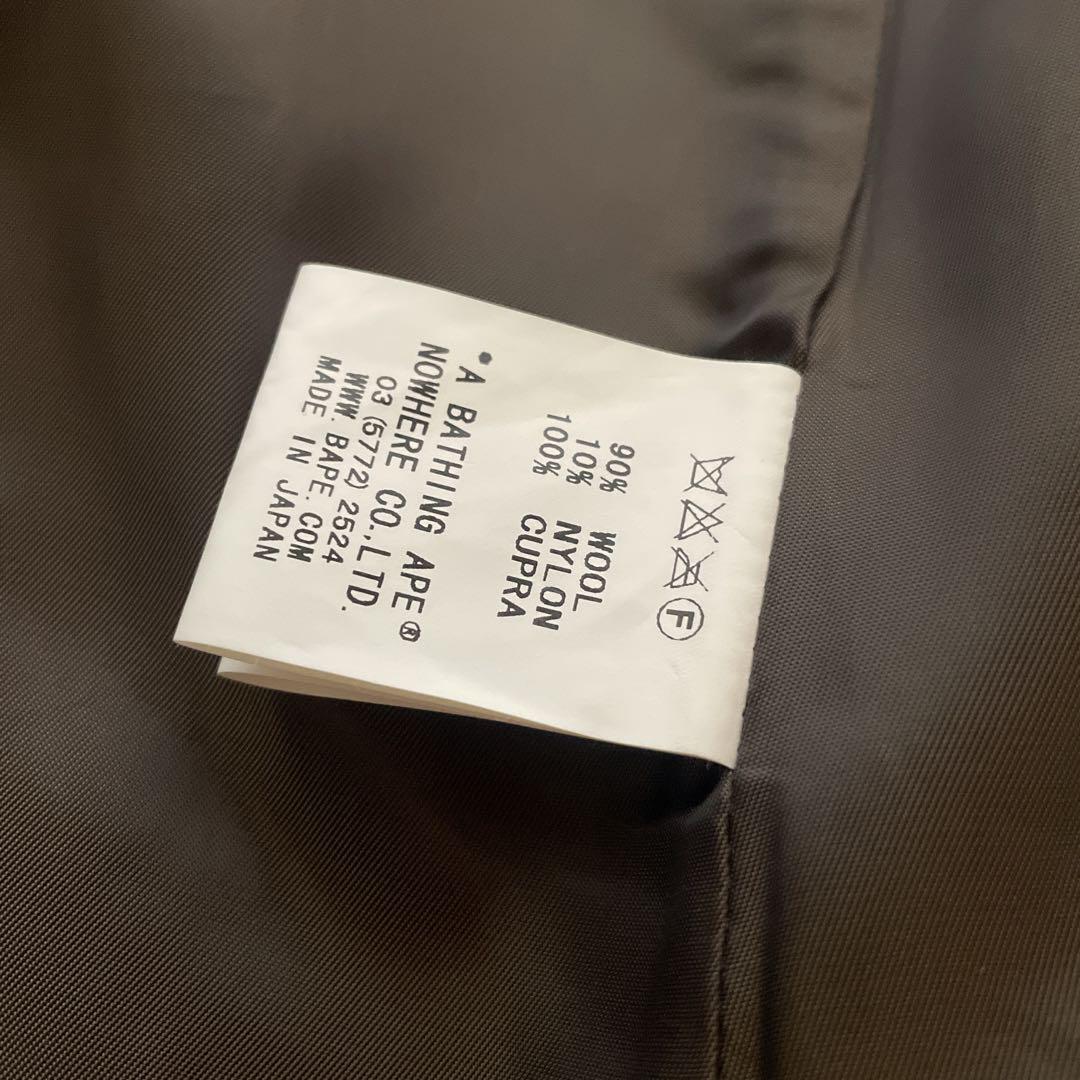 F
90% WOOL
10% NYLON
100% CUPRA
• A BATHING APE®
NOWHERE CO.,LTD.
03 (5772) 2524
WWW.BAPE.COM
MADE IN JAPAN